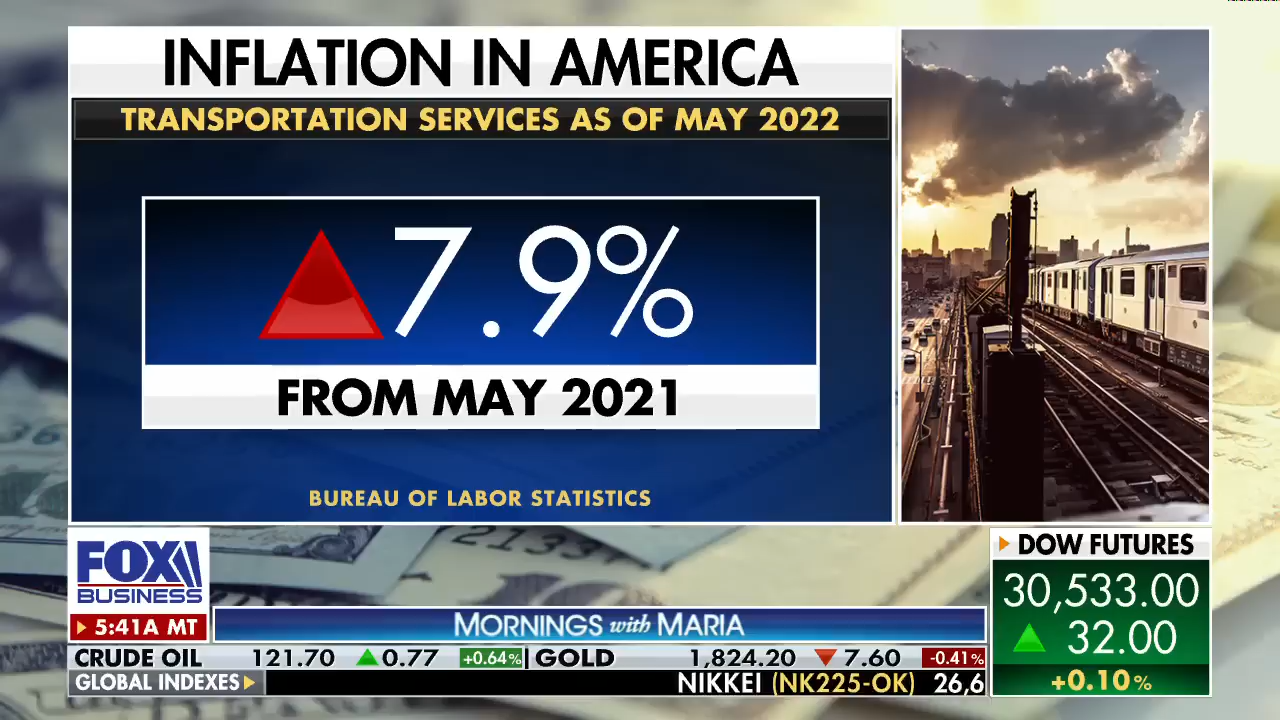 INFLATION IN AMERICA
TRANSPORTATION SERVICES AS OF MAY 2022
▲7.9%
FROM MAY 2021
BUREAU OF LABOR STATISTICS
FOX
BUSINESS
5:41A MT
MORNINGS with MARIA
CRUDE OIL 121.70 ▲0.77 +0.64% GOLD 1,824.20 ▼7.60 -0.41%
GLOBAL INDEXES NIKKEI (NK225-OK) 26,6
DOW FUTURES
30,533.00
▲ 32.00
+0.10%